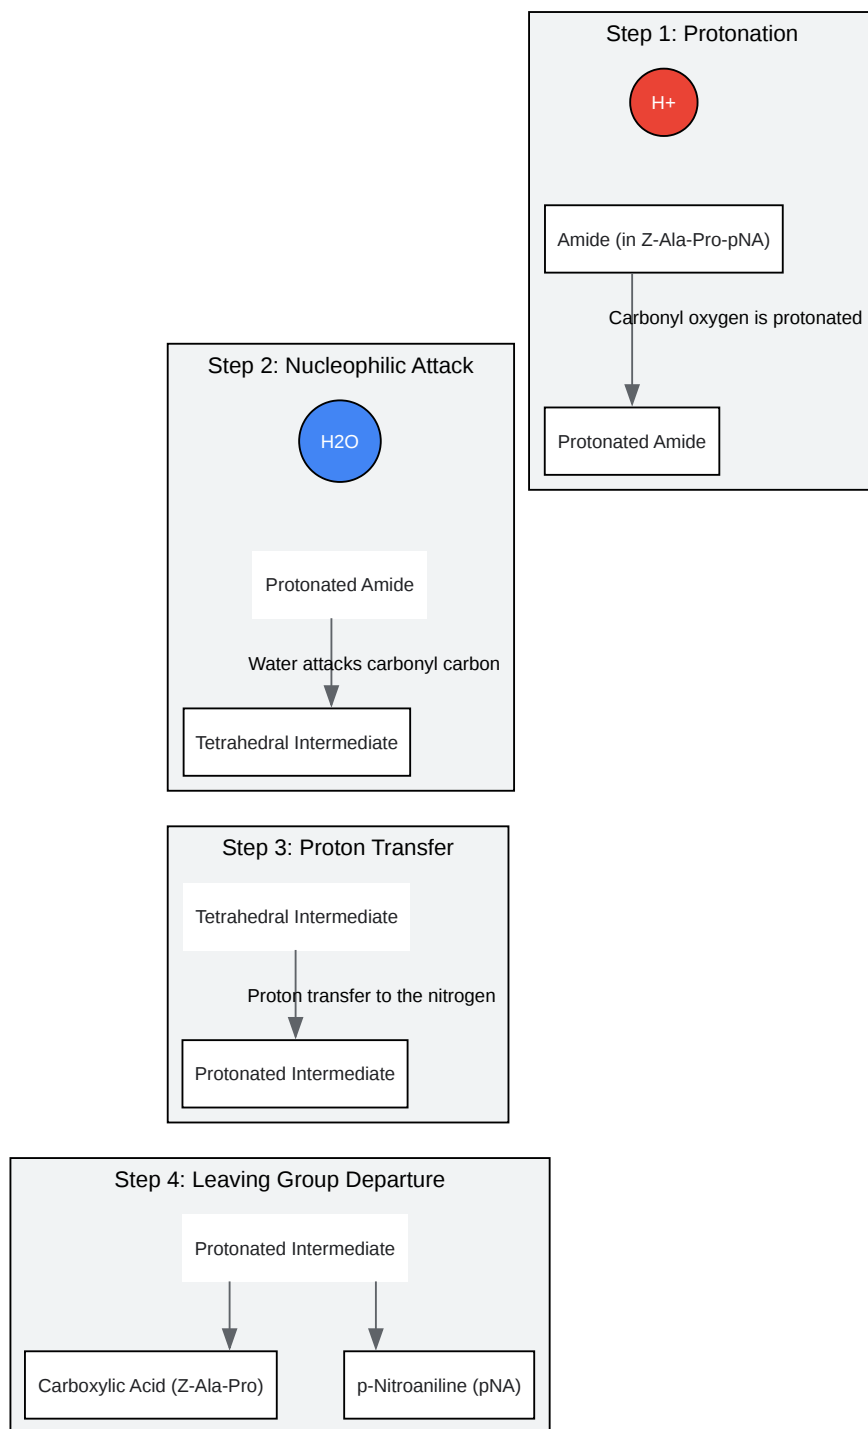 Step 1: Protonation
H+
Amide (in Z-Ala-Pro-pNA)
Carbonyl oxygen is protonated
Protonated Amide
Step 2: Nucleophilic Attack
H2O
Protonated Amide
Water attacks carbonyl carbon
Tetrahedral Intermediate
Step 3: Proton Transfer
Tetrahedral Intermediate
Proton transfer to the nitrogen
Protonated Intermediate
Step 4: Leaving Group Departure
Protonated Intermediate
Carboxylic Acid (Z-Ala-Pro)
p-Nitroaniline (pNA)